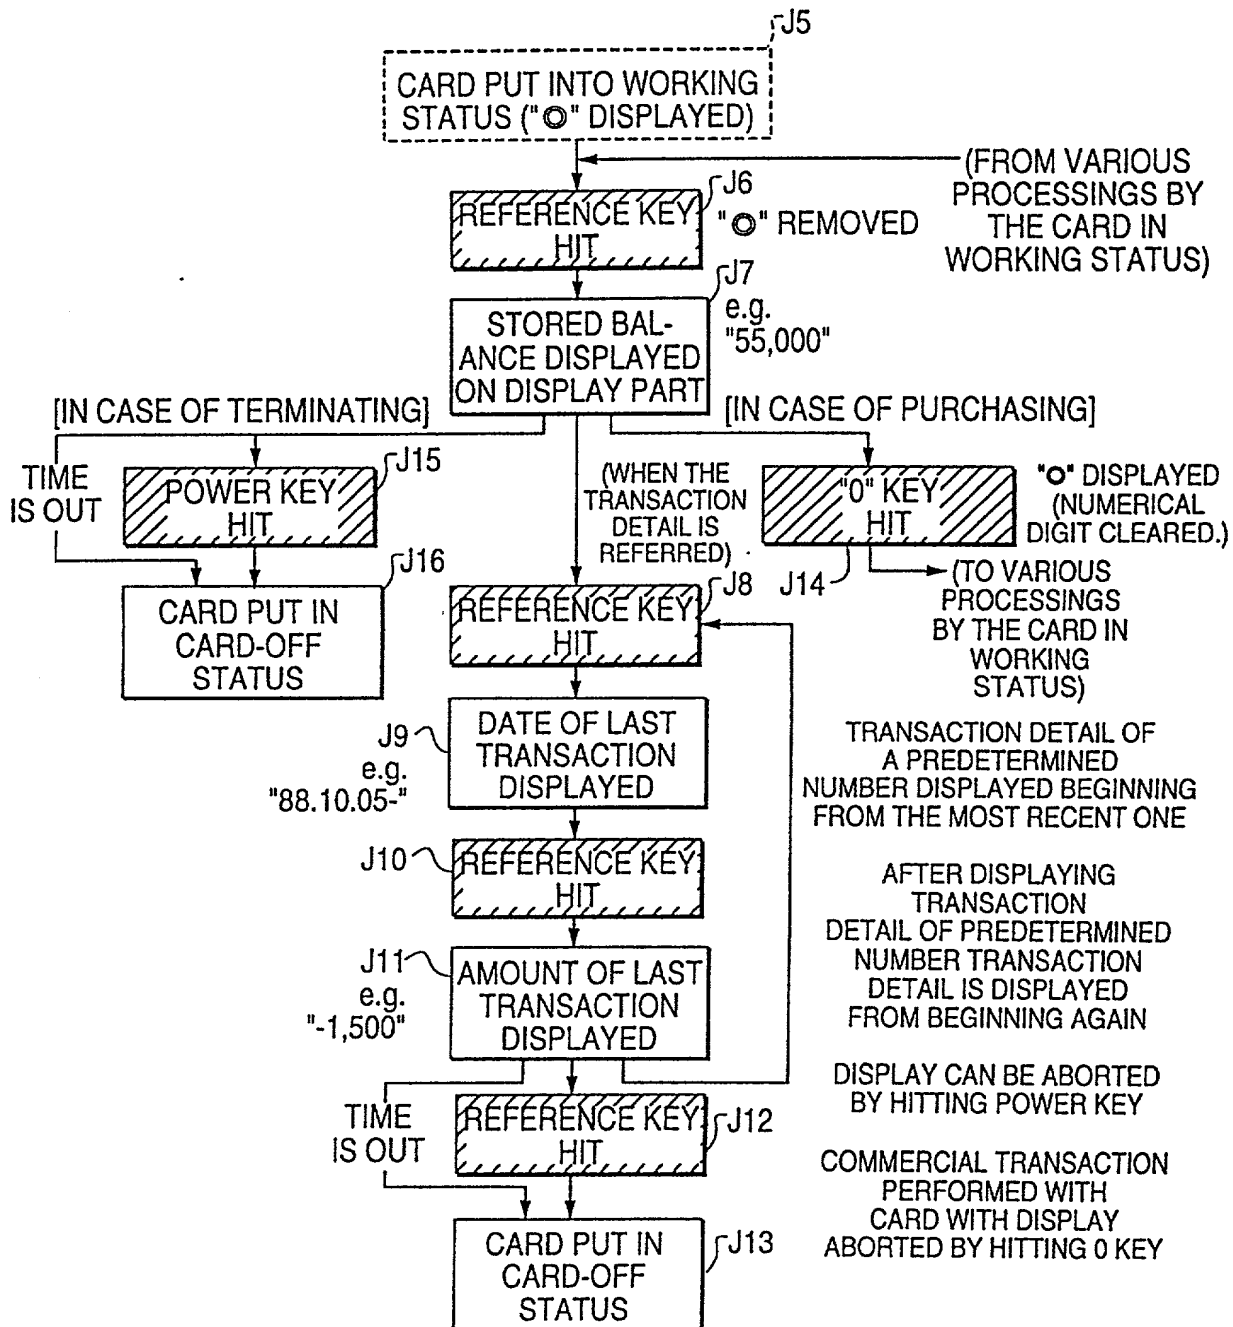 J5
CARD PUT INTO WORKING
STATUS ("◎" DISPLAYED)
(FROM VARIOUS
PROCESSINGS BY
THE CARD IN
WORKING STATUS)
J6
REFERENCE KEY
HIT
"◎" REMOVED
J7
STORED BAL-
ANCE DISPLAYED
ON DISPLAY PART
e.g.
"55,000"
[IN CASE OF TERMINATING]
[IN CASE OF PURCHASING]
TIME
IS OUT
J15
POWER KEY
HIT
(WHEN THE
TRANSACTION
DETAIL IS
REFERRED)
"0" KEY
HIT
"O" DISPLAYED
(NUMERICAL
DIGIT CLEARED.)
J16
CARD PUT IN
CARD-OFF
STATUS
J8
REFERENCE KEY
HIT
J14
(TO VARIOUS
PROCESSINGS
BY THE CARD IN
WORKING
STATUS)
J9
e.g.
"88.10.05-"
DATE OF LAST
TRANSACTION
DISPLAYED
TRANSACTION DETAIL OF
A PREDETERMINED
NUMBER DISPLAYED BEGINNING
FROM THE MOST RECENT ONE
J10
REFERENCE KEY
HIT
AFTER DISPLAYING
TRANSACTION
DETAIL OF PREDETERMINED
NUMBER TRANSACTION
DETAIL IS DISPLAYED
FROM BEGINNING AGAIN
J11
e.g.
"-1,500"
AMOUNT OF LAST
TRANSACTION
DISPLAYED
DISPLAY CAN BE ABORTED
BY HITTING POWER KEY
TIME
IS OUT
REFERENCE KEY
HIT
J12
COMMERCIAL TRANSACTION
PERFORMED WITH
CARD WITH DISPLAY
ABORTED BY HITTING 0 KEY
CARD PUT IN
CARD-OFF
STATUS
J13